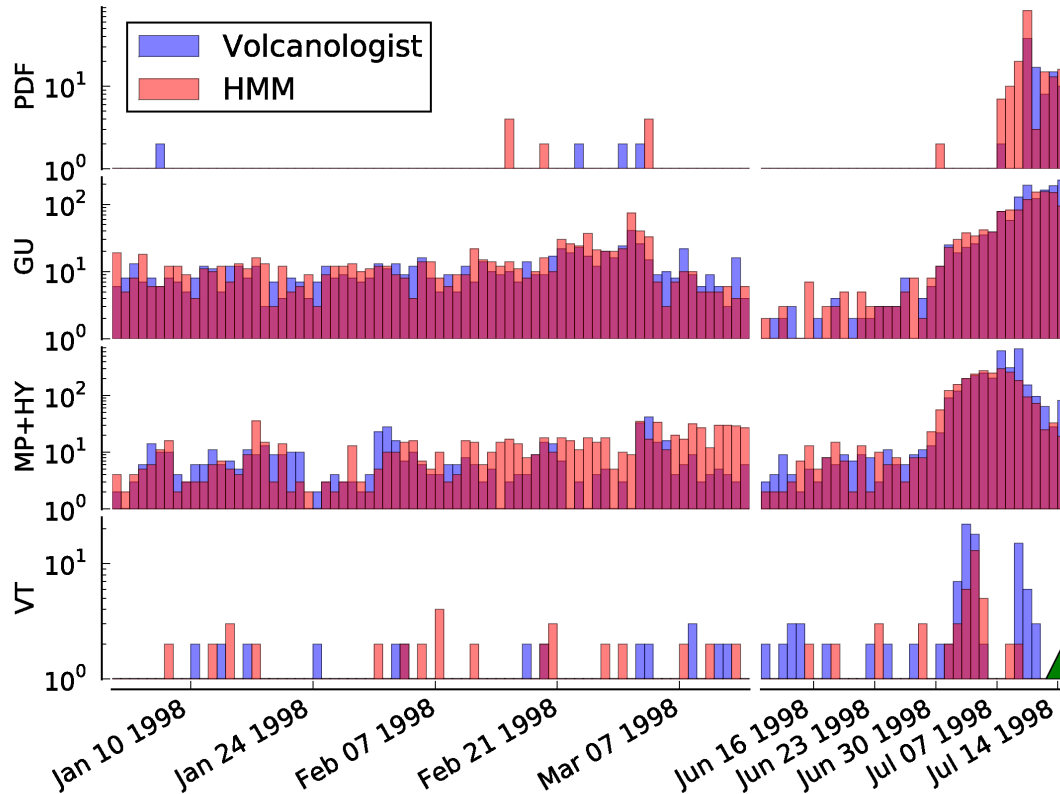 Volcanologist
HMM
PDF
10^1
10^0
GU
10^2
10^1
10^0
MP+HY
10^2
10^1
10^0
VT
10^1
10^0
Jan 10 1998
Jan 24 1998
Feb 07 1998
Feb 21 1998
Mar 07 1998
Jun 16 1998
Jun 23 1998
Jun 30 1998
Jul 07 1998
Jul 14 1998